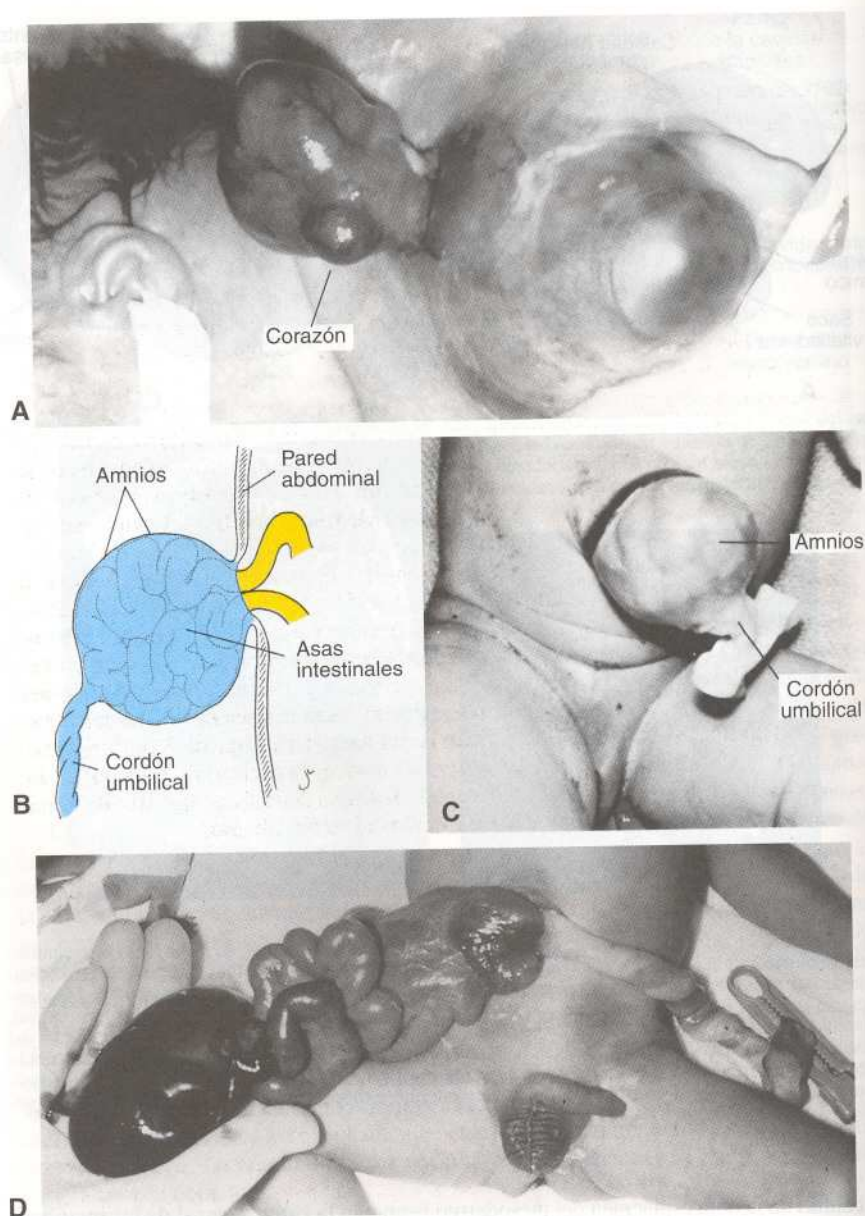 Corazón
A
Amnios
Pared
abdominal
Asas
intestinales
Cordón
umbilical
B
Amnios
Cordón
umbilical
C
D